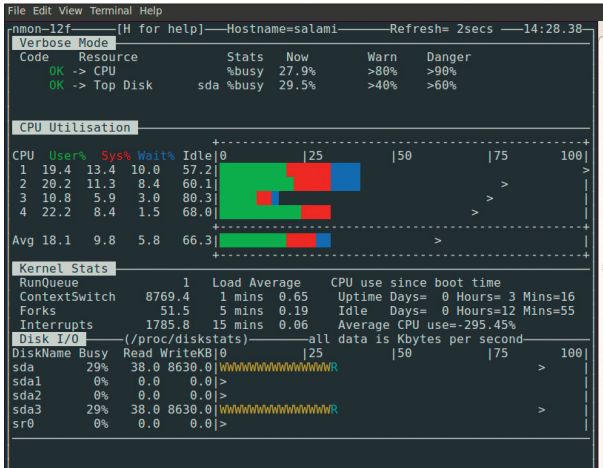 File Edit View Terminal Help
nmon-12f [H for help] Hostname=salami Refresh= 2secs 14:28.38
Verbose Mode
Code Resource Stats Now Warn Danger
OK -> CPU %busy 27.9% >80% >90%
OK -> Top Disk sda %busy 29.5% >40% >60%
CPU Utilisation
CPU User% Sys% Wait% Idle|0 |25 |50 |75 100|
1 19.4 13.4 10.0 57.2| >
2 20.2 11.3 8.4 60.1| > |
3 10.8 5.9 3.0 80.3| > |
4 22.2 8.4 1.5 68.0| > |
Avg 18.1 9.8 5.8 66.3| > |
Kernel Stats
RunQueue 1 Load Average CPU use since boot time
ContextSwitch 8769.4 1 mins 0.65 Uptime Days= 0 Hours= 3 Mins=16
Forks 51.5 5 mins 0.19 Idle Days= 0 Hours=12 Mins=55
Interrupts 1785.8 15 mins 0.06 Average CPU use=-295.45%
Disk I/O (/proc/diskstats) all data is Kbytes per second
DiskName Busy Read WriteKB|0 |25 |50 |75 100|
sda 29% 38.0 8630.0|WWWWWWWWWWWWWWWR > |
sda1 0% 0.0 0.0|> |
sda2 0% 0.0 0.0|> |
sda3 29% 38.0 8630.0|WWWWWWWWWWWWWWWR > |
sr0 0% 0.0 0.0|> |